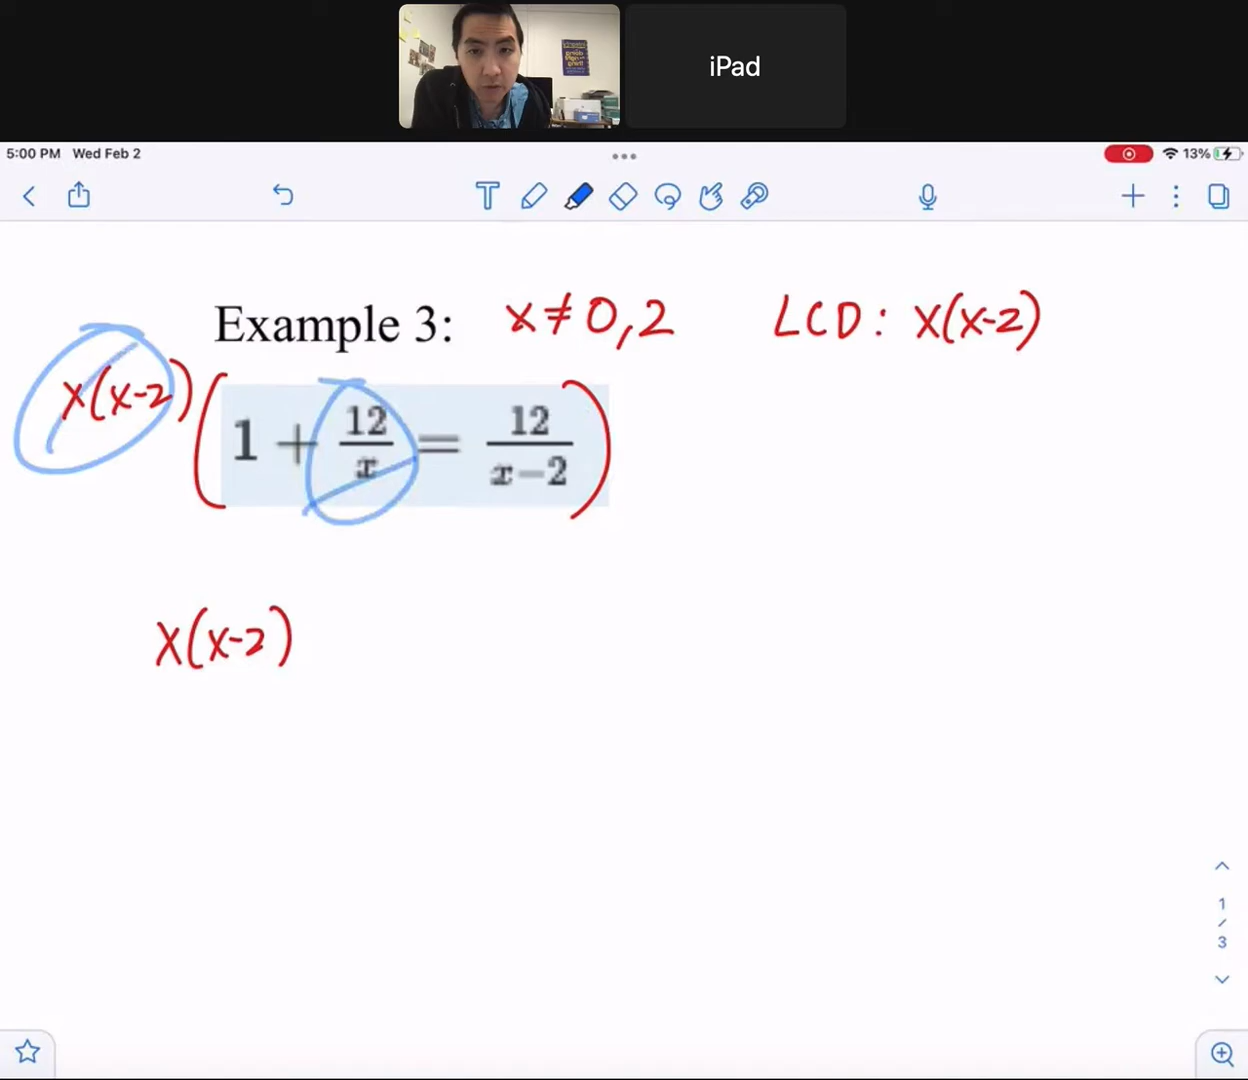 iPad
5:00 PM Wed Feb 2
13%
T
Example 3: x≠0,2 LCD: x(x-2)
x(x-2) ( 1 + 12/x = 12/(x-2) )
x(x-2)
1
/
3